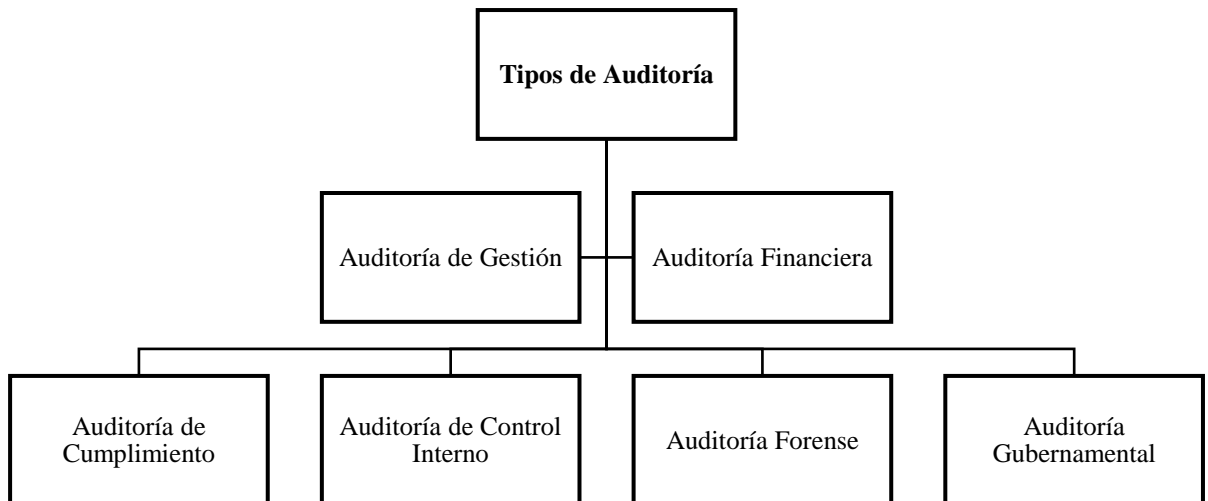 Tipos de Auditoría
Auditoría de Gestión
Auditoría Financiera
Auditoría de
Cumplimiento
Auditoría de Control
Interno
Auditoría Forense
Auditoría
Gubernamental